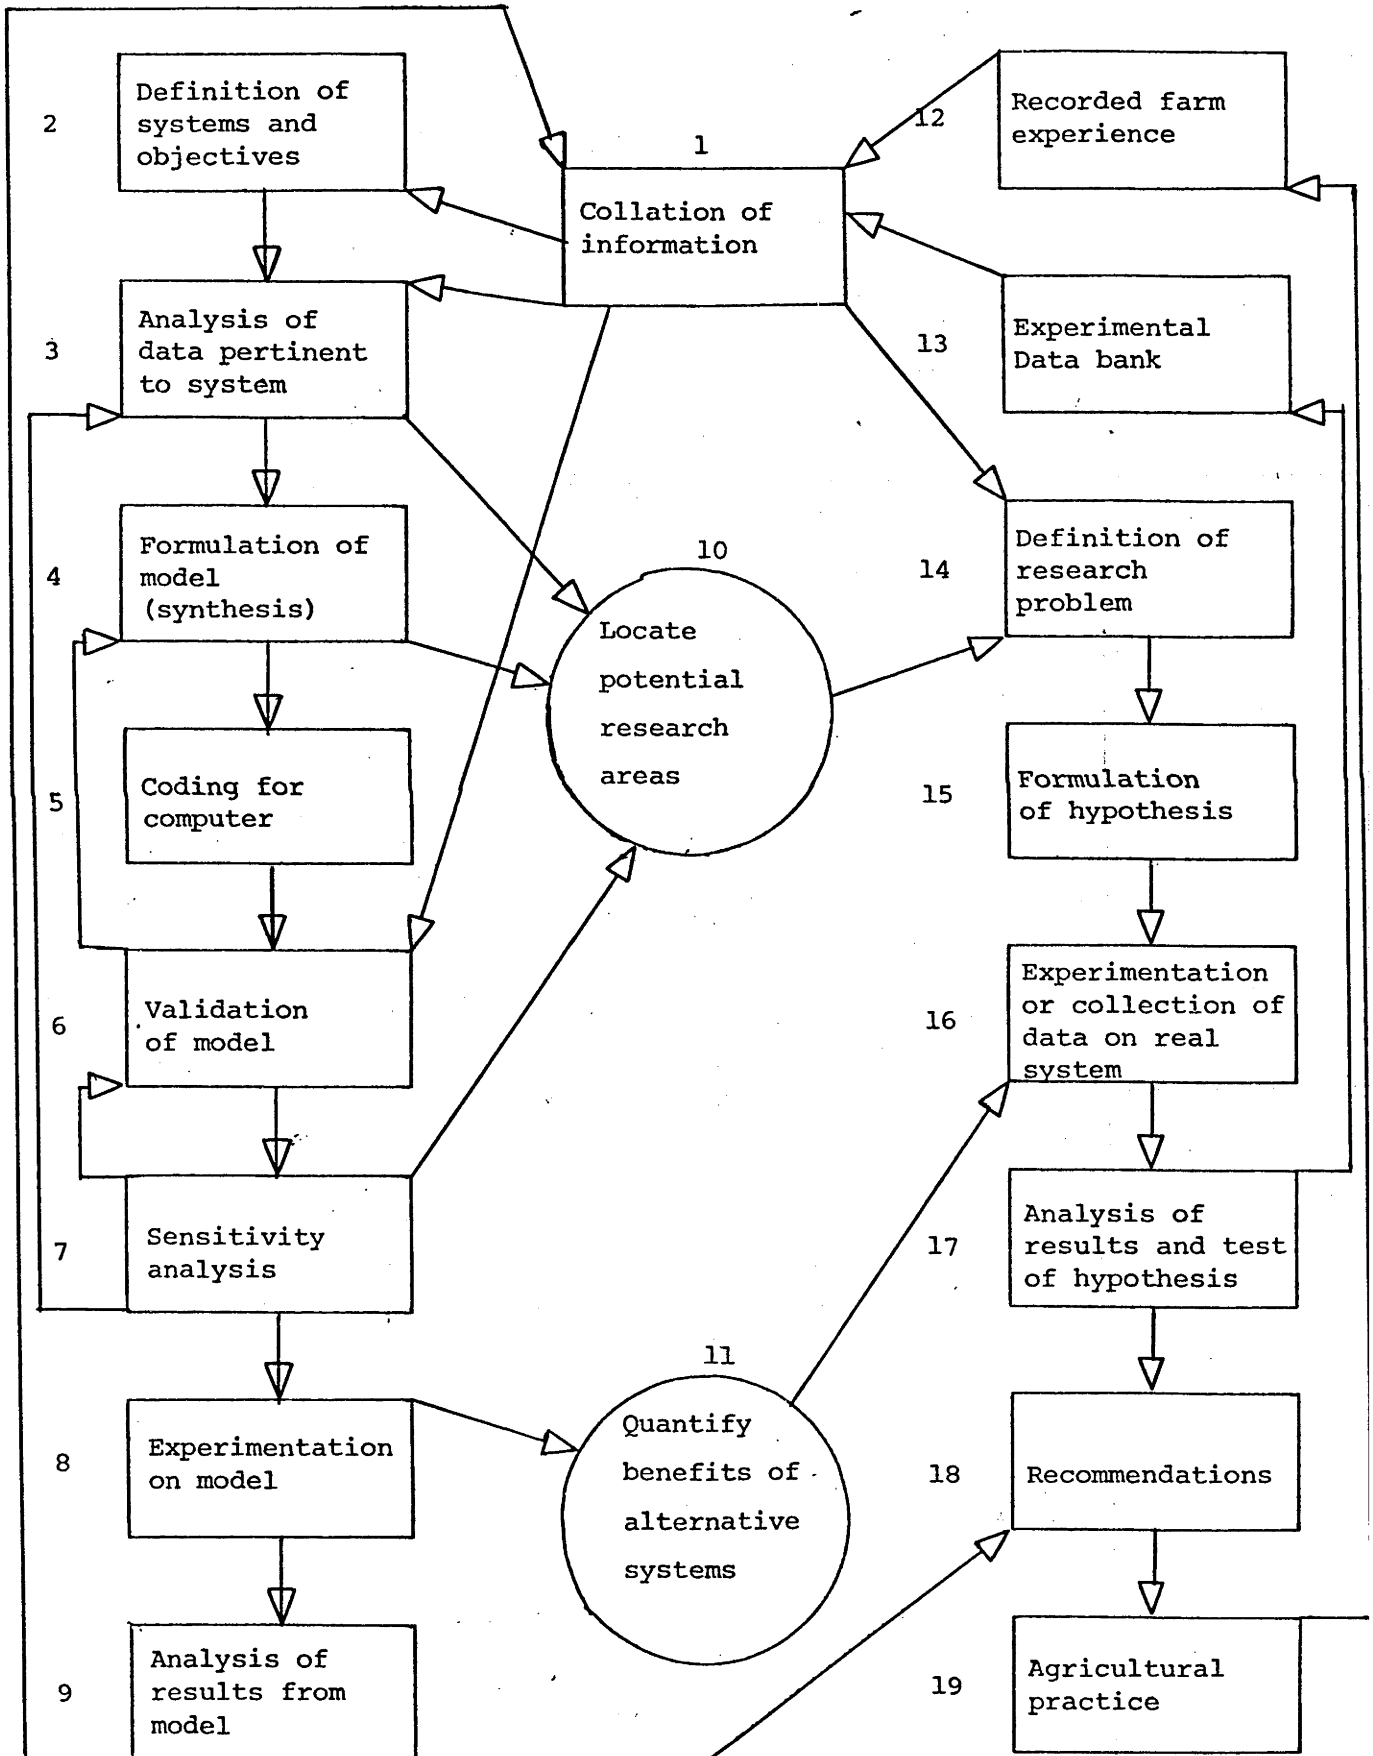 1
Collation of
information
2
Definition of
systems and
objectives
3
Analysis of
data pertinent
to system
4
Formulation of
model
(synthesis)
5
Coding for
computer
6
Validation
of model
7
Sensitivity
analysis
8
Experimentation
on model
9
Analysis of
results from
model
10
Locate
potential
research
areas
11
Quantify
benefits of
alternative
systems
12
Recorded farm
experience
13
Experimental
Data bank
14
Definition of
research
problem
15
Formulation
of hypothesis
16
Experimentation
or collection of
data on real
system
17
Analysis of
results and test
of hypothesis
18
Recommendations
19
Agricultural
practice